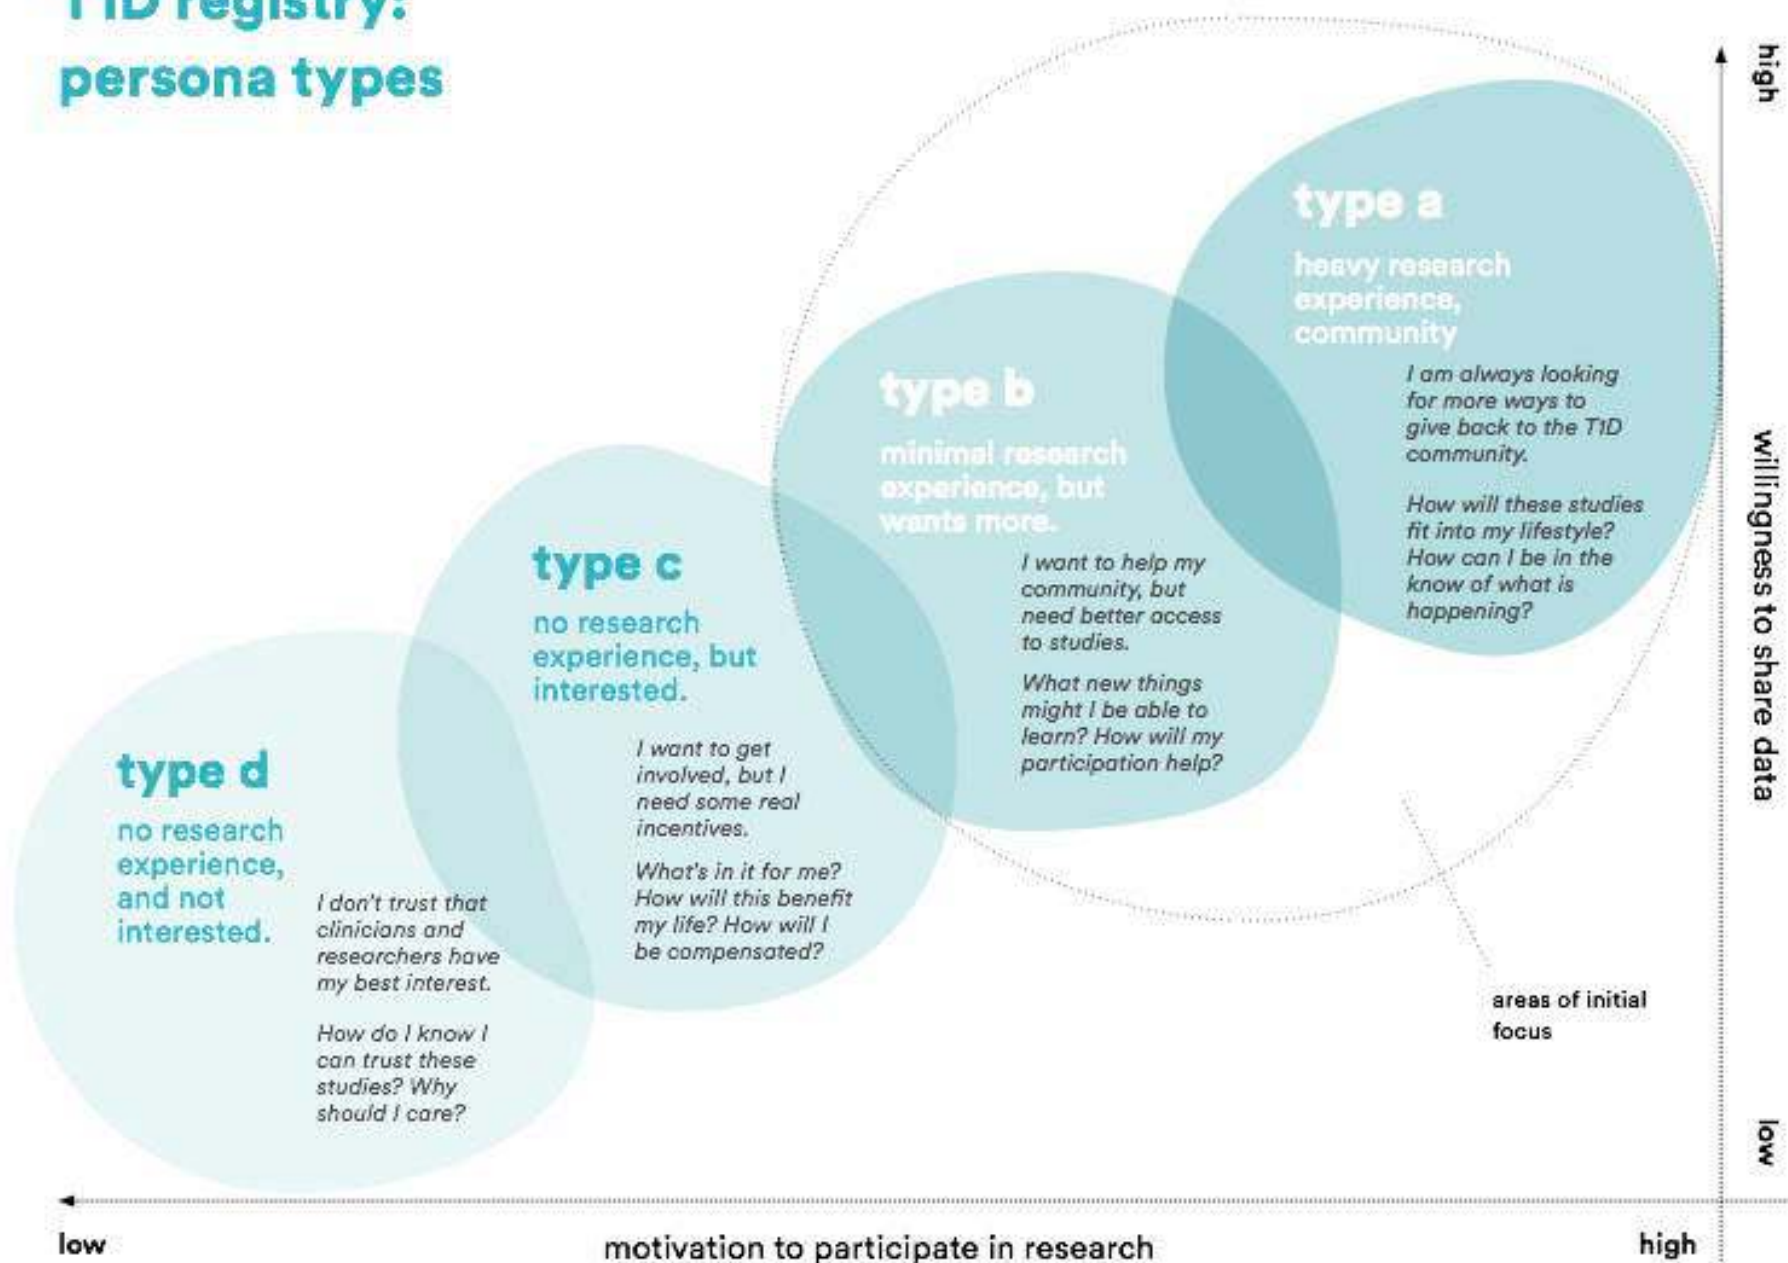 T1D registry:
persona types
high
type a
heavy research
experience,
community
I am always looking
for more ways to
give back to the T1D
community.
How will these studies
fit into my lifestyle?
How can I be in the
know of what is
happening?
type b
minimal research
experience, but
wants more.
I want to help my
community, but
need better access
to studies.
What new things
might I be able to
learn? How will my
participation help?
type c
no research
experience, but
interested.
I want to get
involved, but I
need some real
incentives.
What's in it for me?
How will this benefit
my life? How will I
be compensated?
type d
no research
experience,
and not
interested.
I don't trust that
clinicians and
researchers have
my best interest.
How do I know I
can trust these
studies? Why
should I care?
willingness to share data
areas of initial
focus
low
low
motivation to participate in research
high